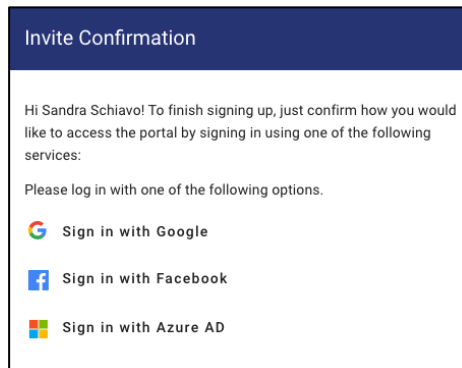 Invite Confirmation
Hi Sandra Schiavo! To finish signing up, just confirm how you would
like to access the portal by signing in using one of the following
services:
Please log in with one of the following options.
Sign in with Google
Sign in with Facebook
Sign in with Azure AD